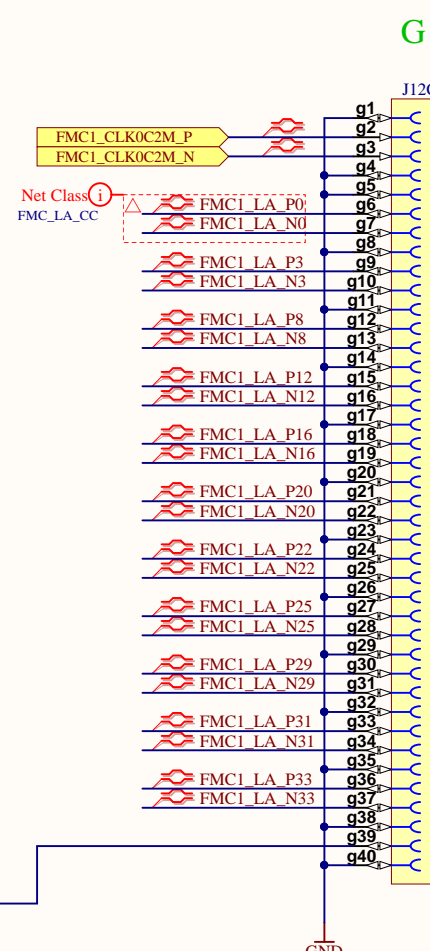 G
J12
g1
FMC1_CLK0C2M_P g2
FMC1_CLK0C2M_N g3
g4
Net Class i g5
FMC_LA_CC
FMC1_LA_P0 g6
FMC1_LA_N0 g7
g8
FMC1_LA_P3 g9
FMC1_LA_N3 g10
g11
FMC1_LA_P8 g12
FMC1_LA_N8 g13
g14
FMC1_LA_P12 g15
FMC1_LA_N12 g16
g17
FMC1_LA_P16 g18
FMC1_LA_N16 g19
g20
FMC1_LA_P20 g21
FMC1_LA_N20 g22
g23
FMC1_LA_P22 g24
FMC1_LA_N22 g25
g26
FMC1_LA_P25 g27
FMC1_LA_N25 g28
g29
FMC1_LA_P29 g30
FMC1_LA_N29 g31
g32
FMC1_LA_P31 g33
FMC1_LA_N31 g34
g35
FMC1_LA_P33 g36
FMC1_LA_N33 g37
g38
g39
g40
GND